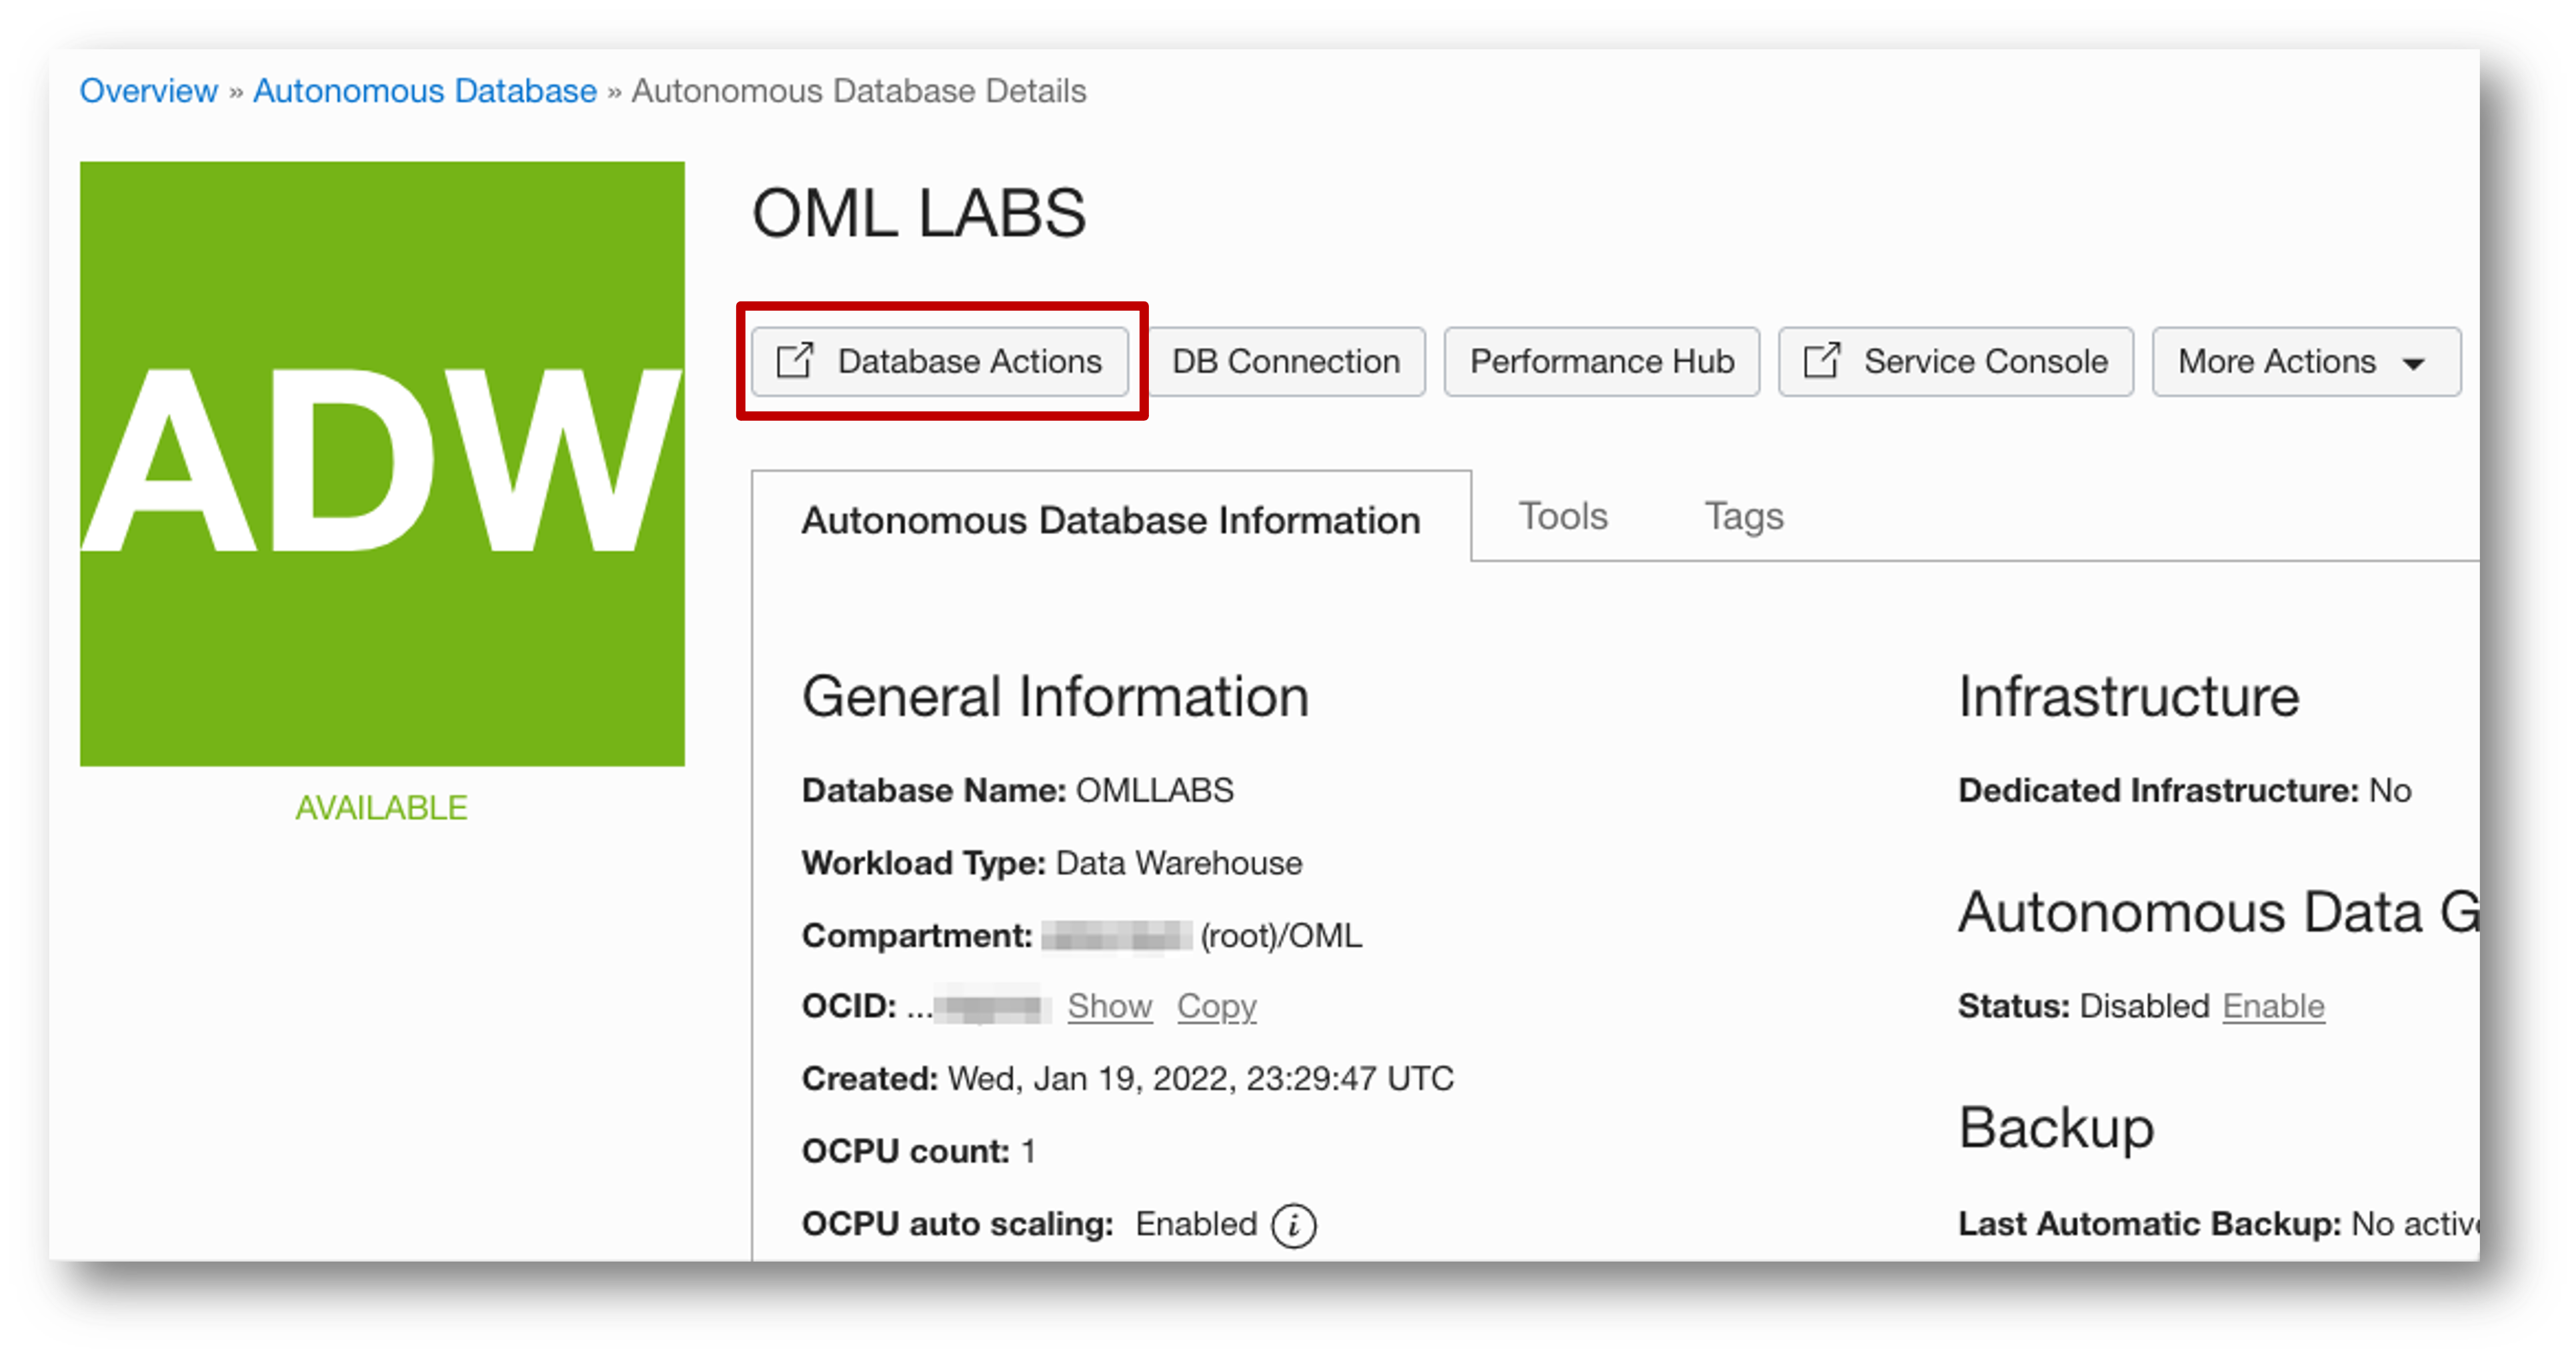 Overview » Autonomous Database » Autonomous Database Details
ADW
AVAILABLE
OML LABS
Database Actions
DB Connection
Performance Hub
Service Console
More Actions
Autonomous Database Information
Tools
Tags
General Information
Database Name: OMLLABS
Workload Type: Data Warehouse
Compartment: (root)/OML
OCID: ... Show Copy
Created: Wed, Jan 19, 2022, 23:29:47 UTC
OCPU count: 1
OCPU auto scaling: Enabled i
Infrastructure
Dedicated Infrastructure: No
Autonomous Data G
Status: Disabled Enable
Backup
Last Automatic Backup: No activ